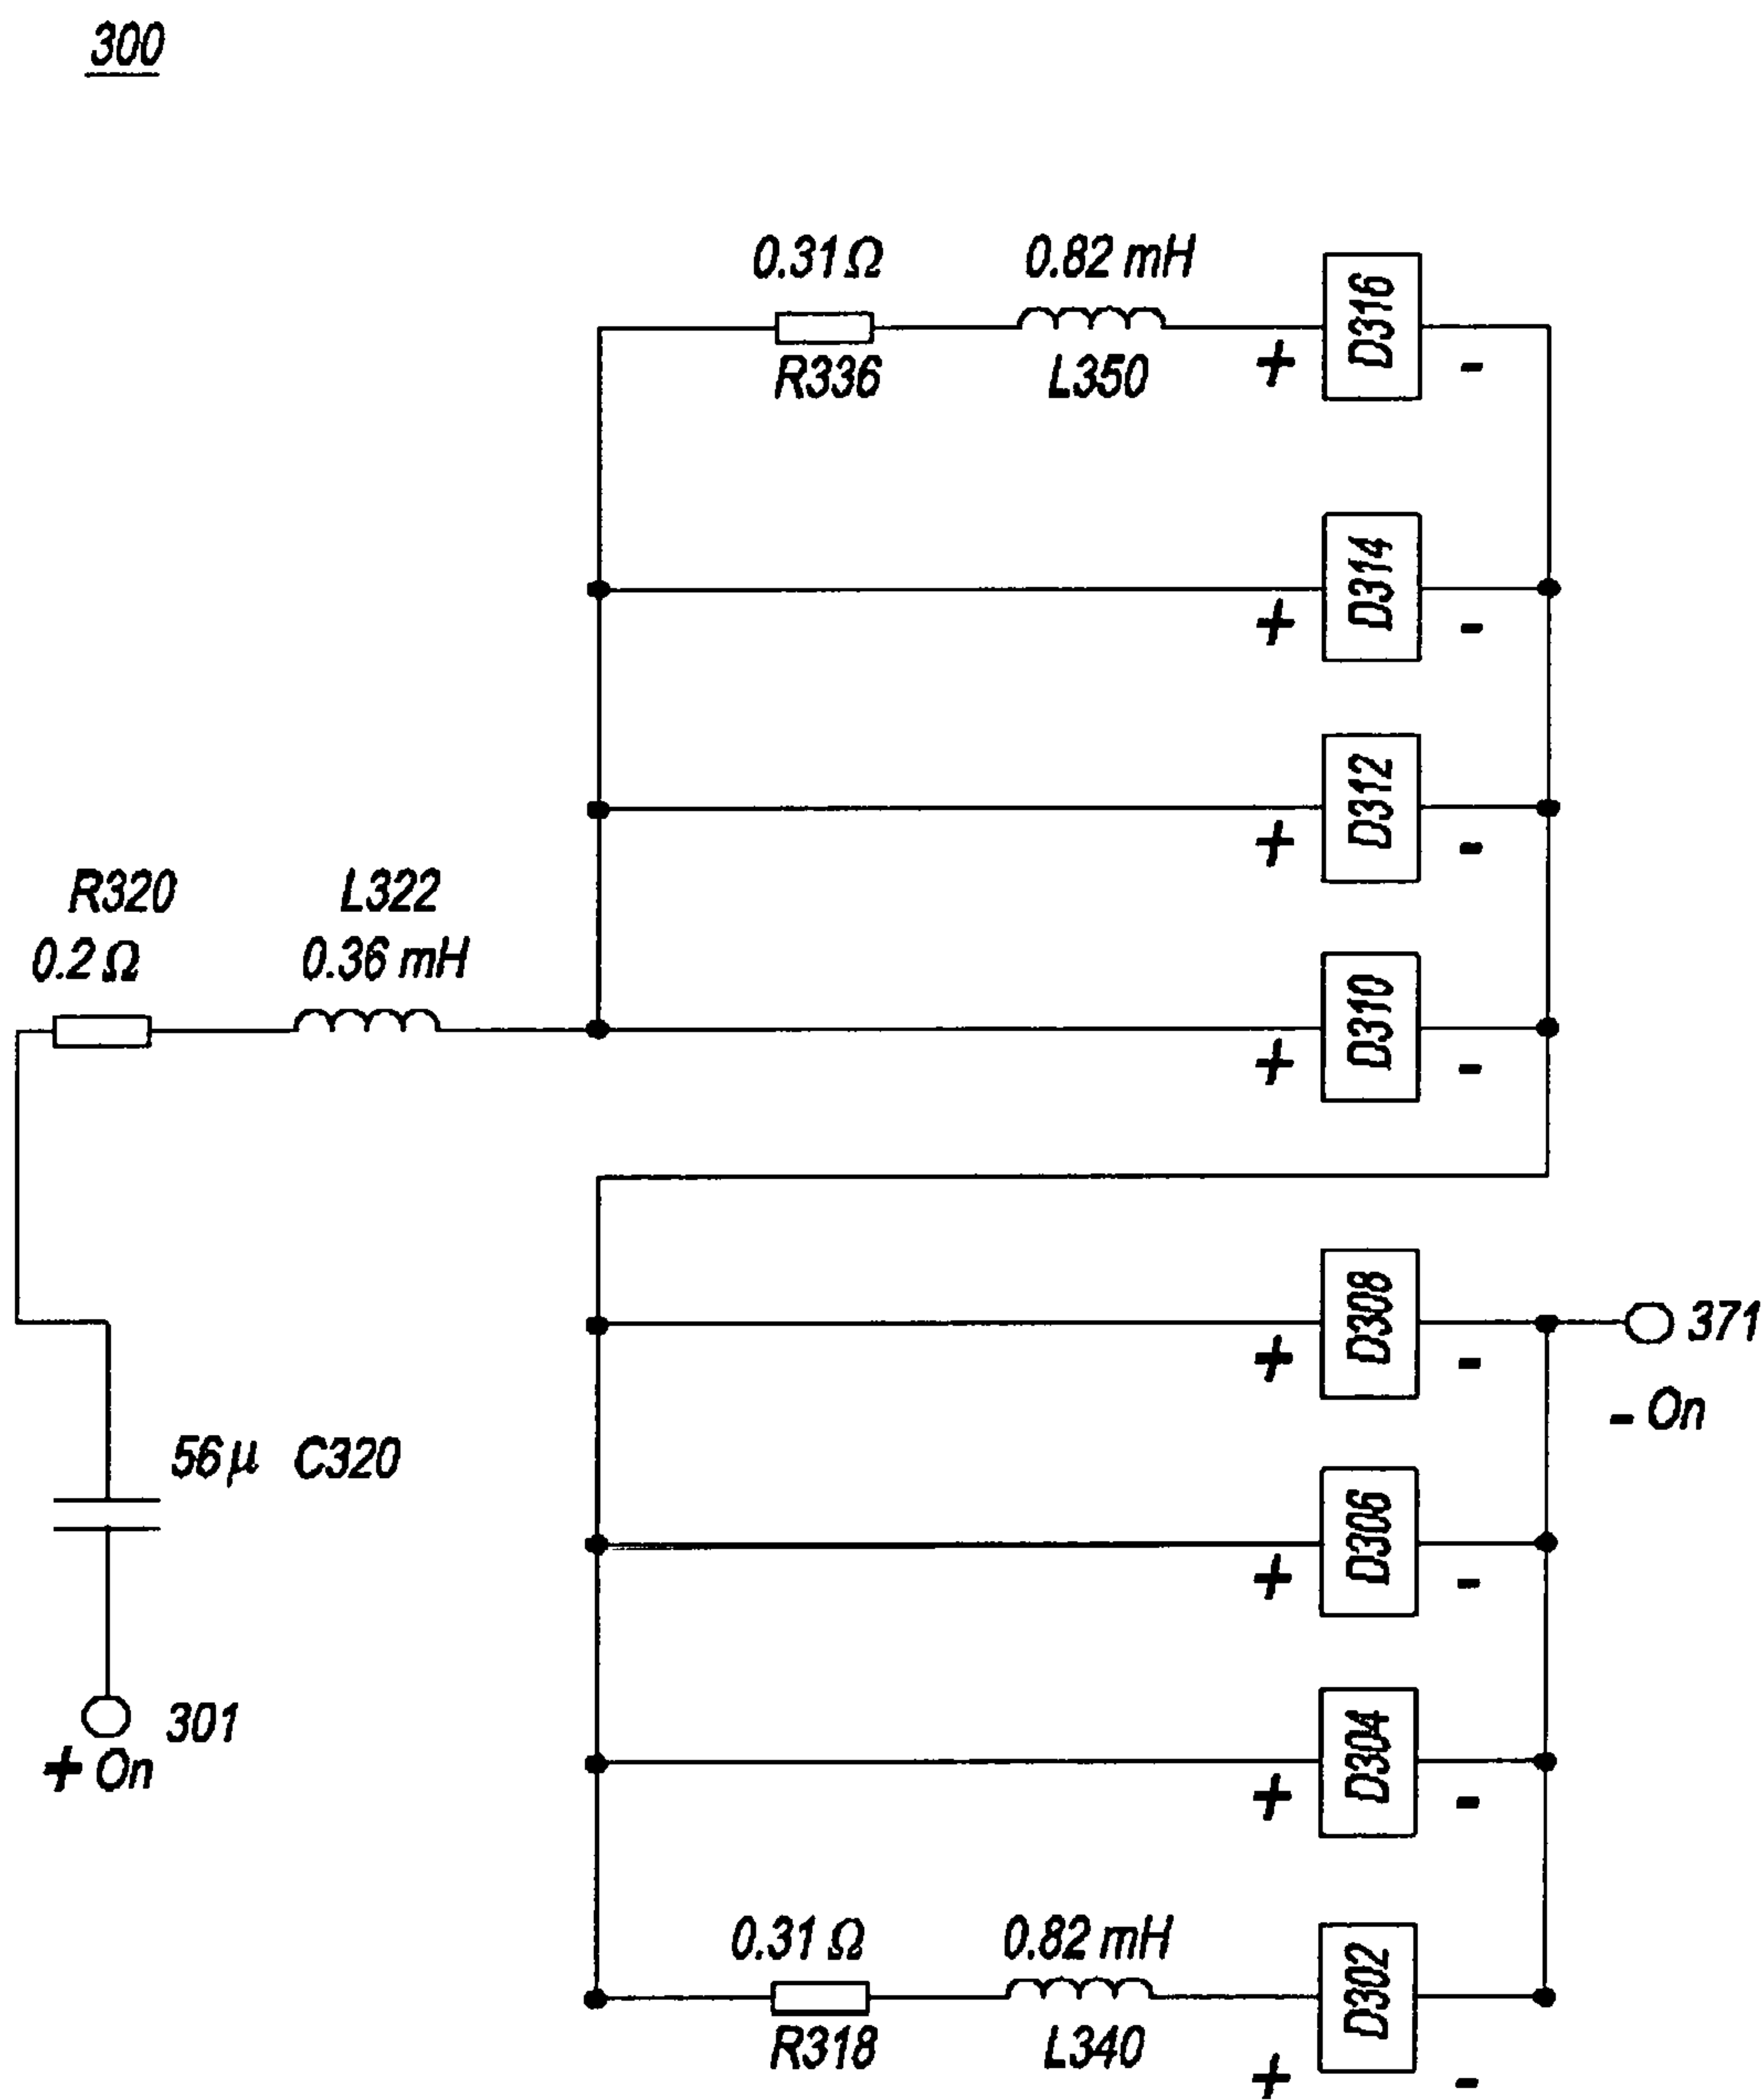 300
0.31 Ω 0.82 mH
R336 L350
D316
+ -
D314
+ -
D312
+ -
R320 L322
0.2 Ω 0.36 mH
D310
+ -
D308
371
+ -
- On
56 μ C320
D306
+ -
301
+ On
D304
+ -
0.31 Ω 0.82 mH
D302
R318 L340
+ -